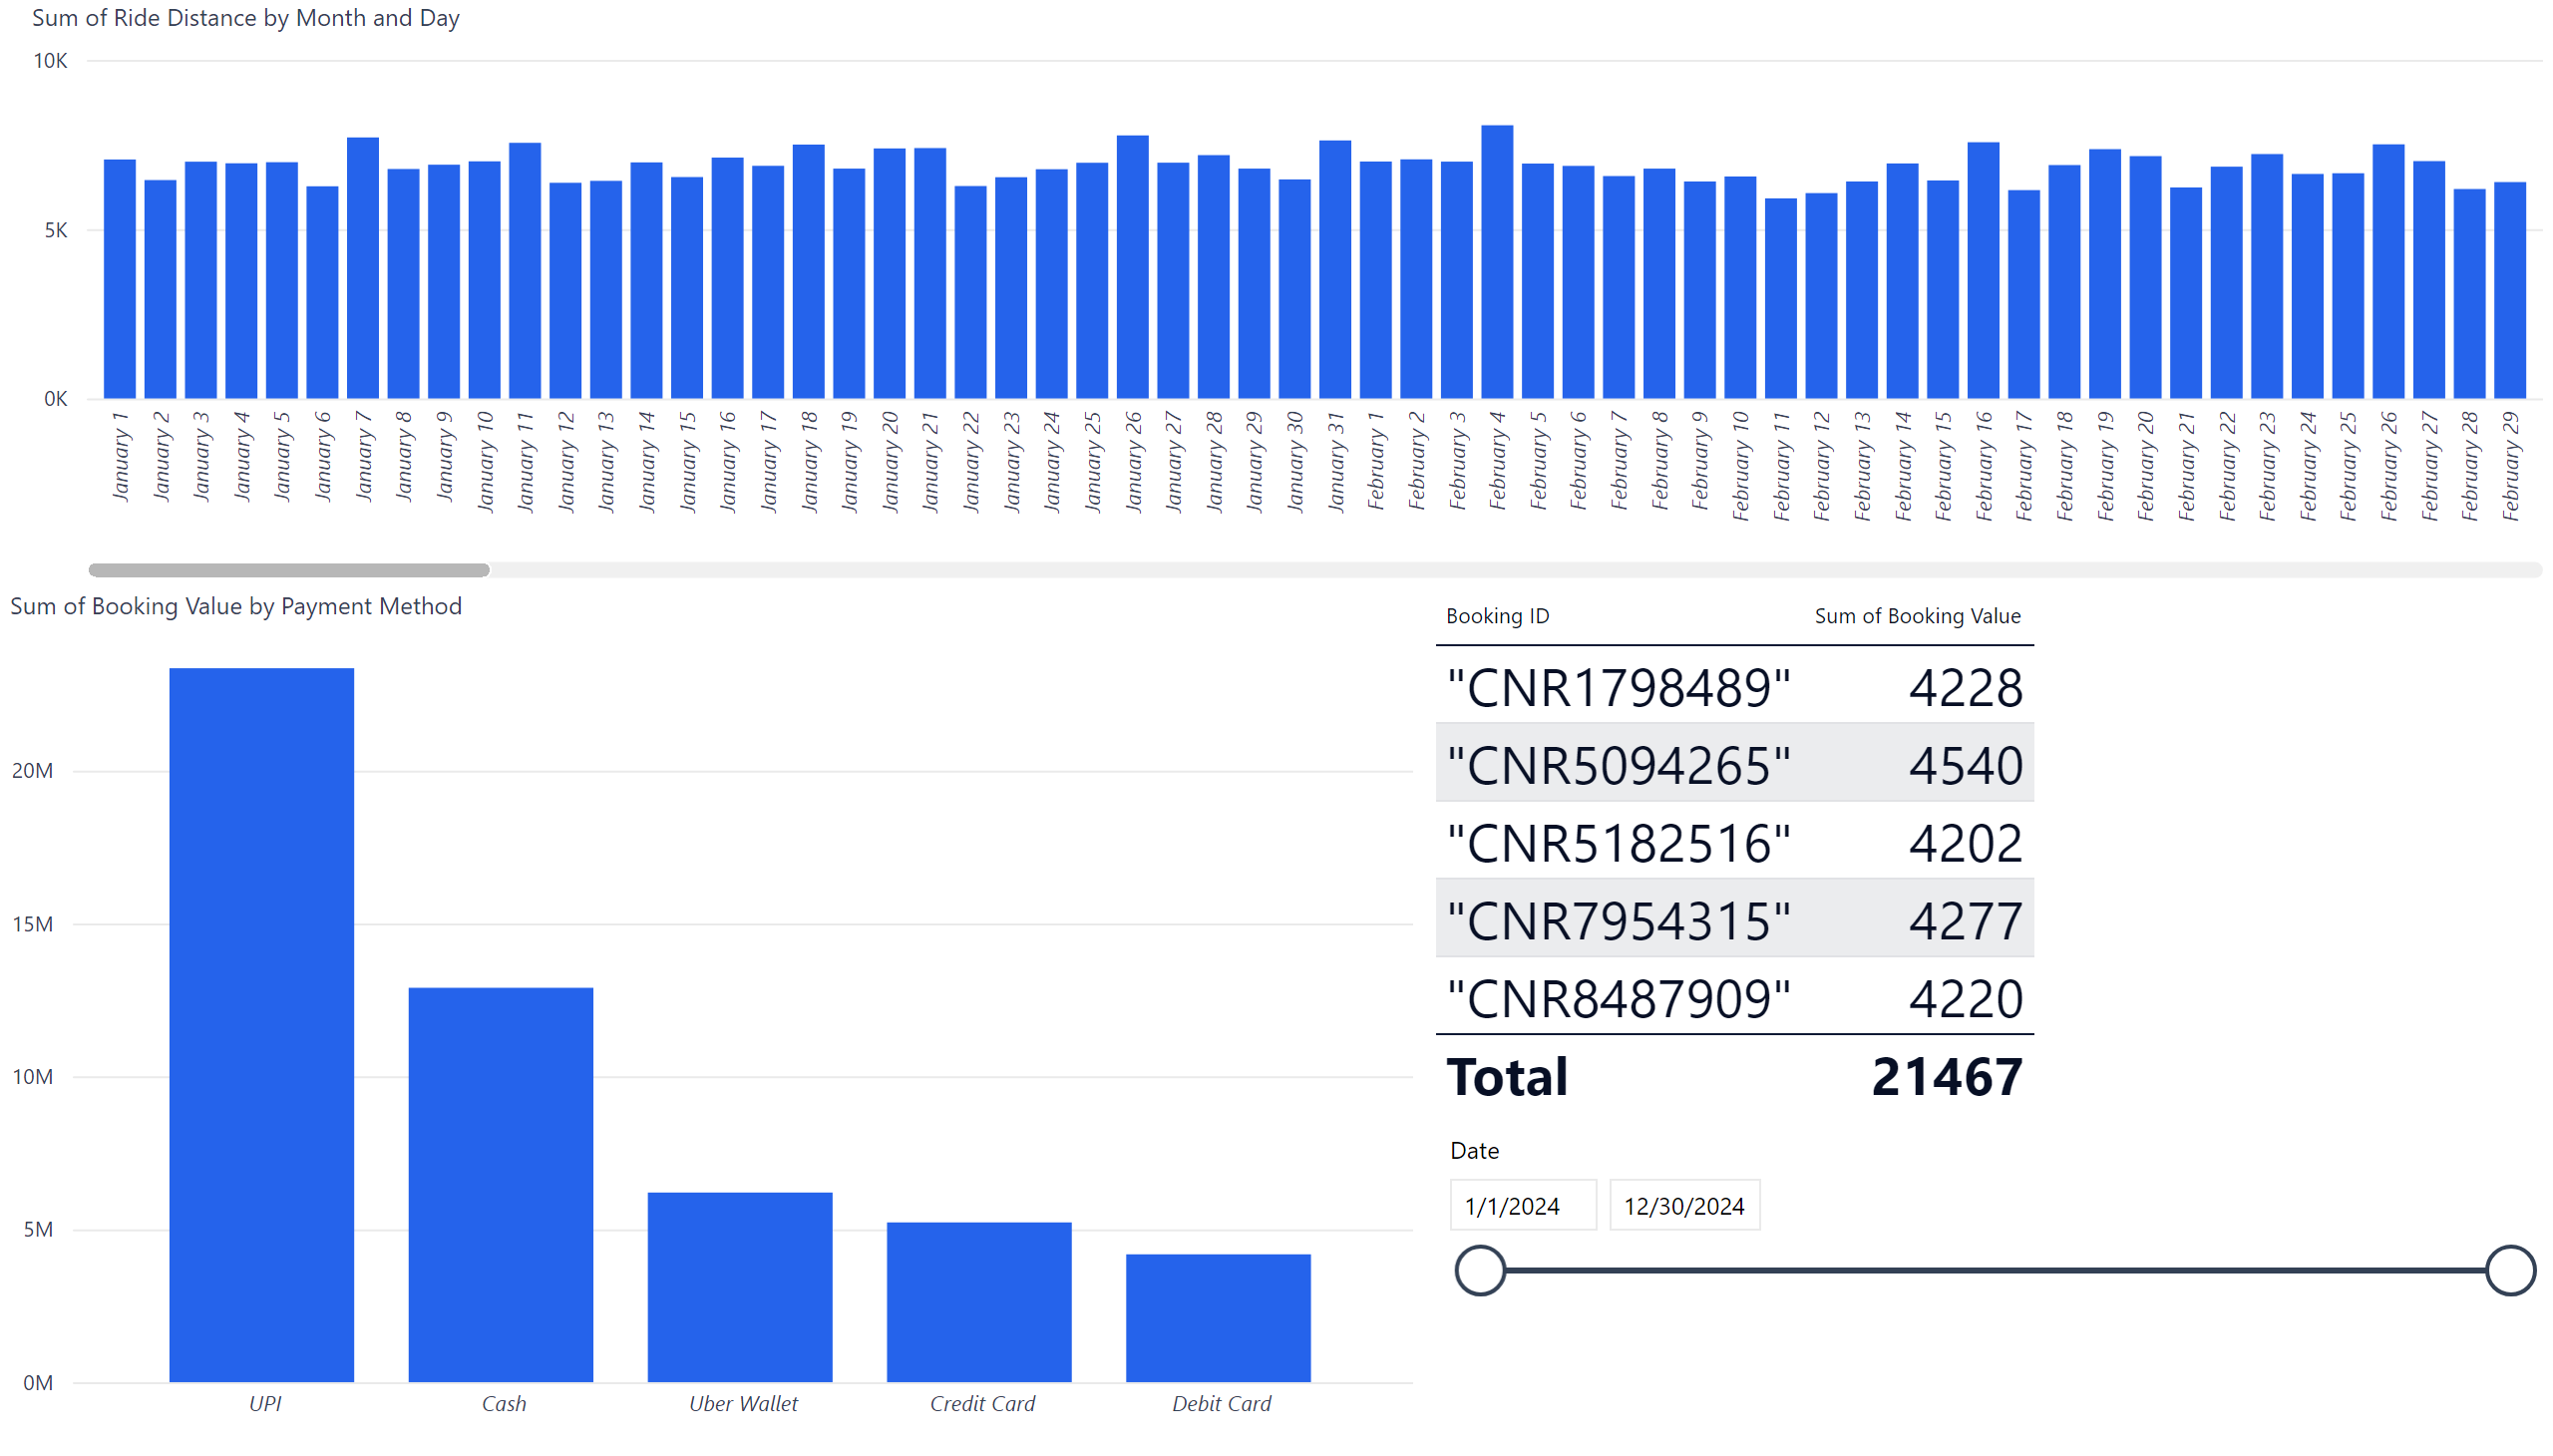 Sum of Ride Distance by Month and Day
10K
5K
0K
January 1
January 2
January 3
January 4
January 5
January 6
January 7
January 8
January 9
January 10
January 11
January 12
January 13
January 14
January 15
January 16
January 17
January 18
January 19
January 20
January 21
January 22
January 23
January 24
January 25
January 26
January 27
January 28
January 29
January 30
January 31
February 1
February 2
February 3
February 4
February 5
February 6
February 7
February 8
February 9
February 10
February 11
February 12
February 13
February 14
February 15
February 16
February 17
February 18
February 19
February 20
February 21
February 22
February 23
February 24
February 25
February 26
February 27
February 28
February 29
Sum of Booking Value by Payment Method
20M
15M
10M
5M
0M
UPI
Cash
Uber Wallet
Credit Card
Debit Card
Booking ID Sum of Booking Value
"CNR1798489" 4228
"CNR5094265" 4540
"CNR5182516" 4202
"CNR7954315" 4277
"CNR8487909" 4220
Total 21467
Date
1/1/2024 12/30/2024